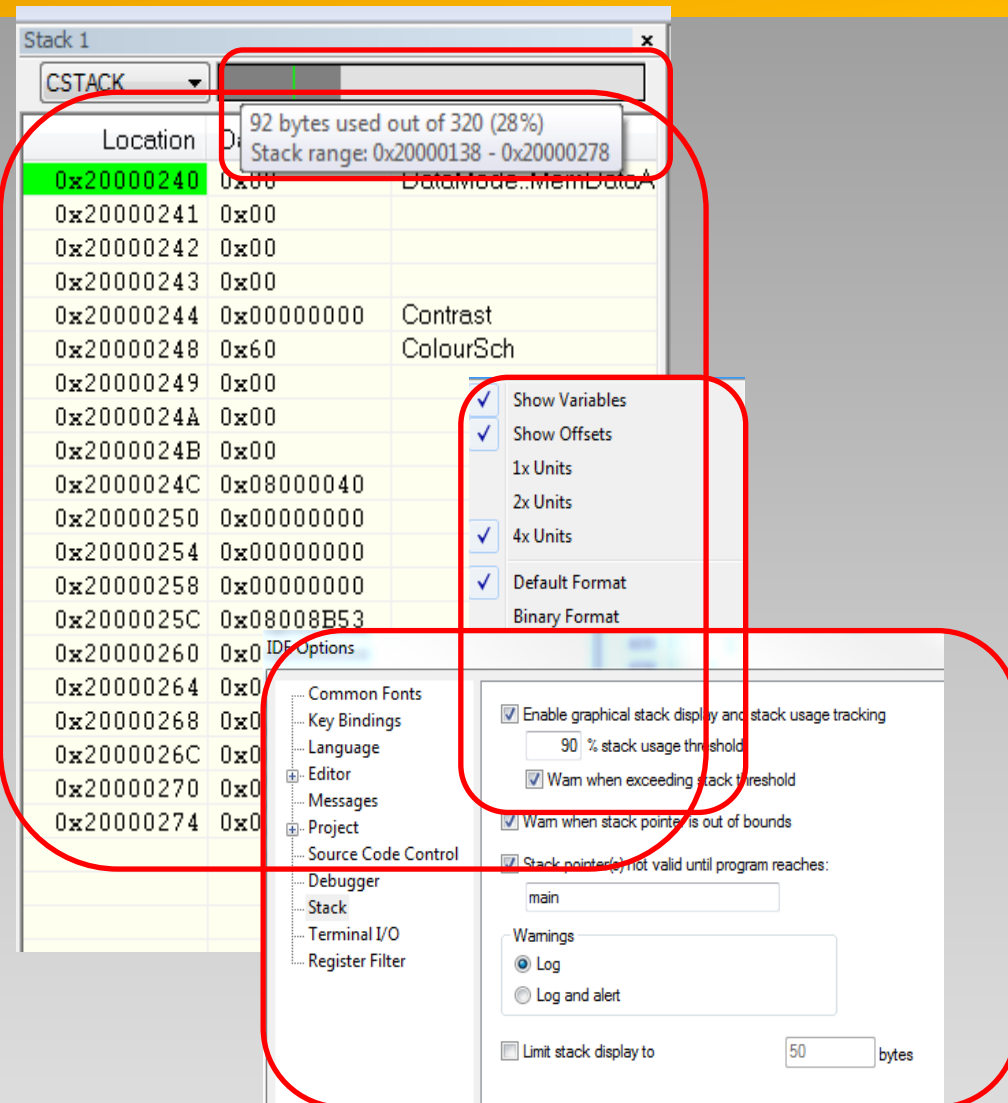 Stack 1 x
CSTACK
92 bytes used out of 320 (28%)
Stack range: 0x20000138 - 0x20000278
Location
0x20000240 0x00
0x20000241 0x00
0x20000242 0x00
0x20000243 0x00
0x20000244 0x00000000 Contrast
0x20000248 0x60 ColourSch
0x20000249 0x00
0x2000024A 0x00
0x2000024B 0x00
0x2000024C 0x08000040
0x20000250 0x00000000
0x20000254 0x00000000
0x20000258 0x00000000
0x2000025C 0x08008B53
0x20000260 0x0
0x20000264 0x0
0x20000268 0x0
0x2000026C 0x0
0x20000270 0x0
0x20000274 0x0
Show Variables
Show Offsets
1x Units
2x Units
4x Units
Default Format
Binary Format
IDE Options
Common Fonts
Key Bindings
Language
Editor
Messages
Project
Source Code Control
Debugger
Stack
Terminal I/O
Register Filter
Enable graphical stack display and stack usage tracking
90 % stack usage threshold
Warn when exceeding stack threshold
Warn when stack pointer is out of bounds
Stack pointer(s) not valid until program reaches:
main
Warnings
Log
Log and alert
Limit stack display to 50 bytes